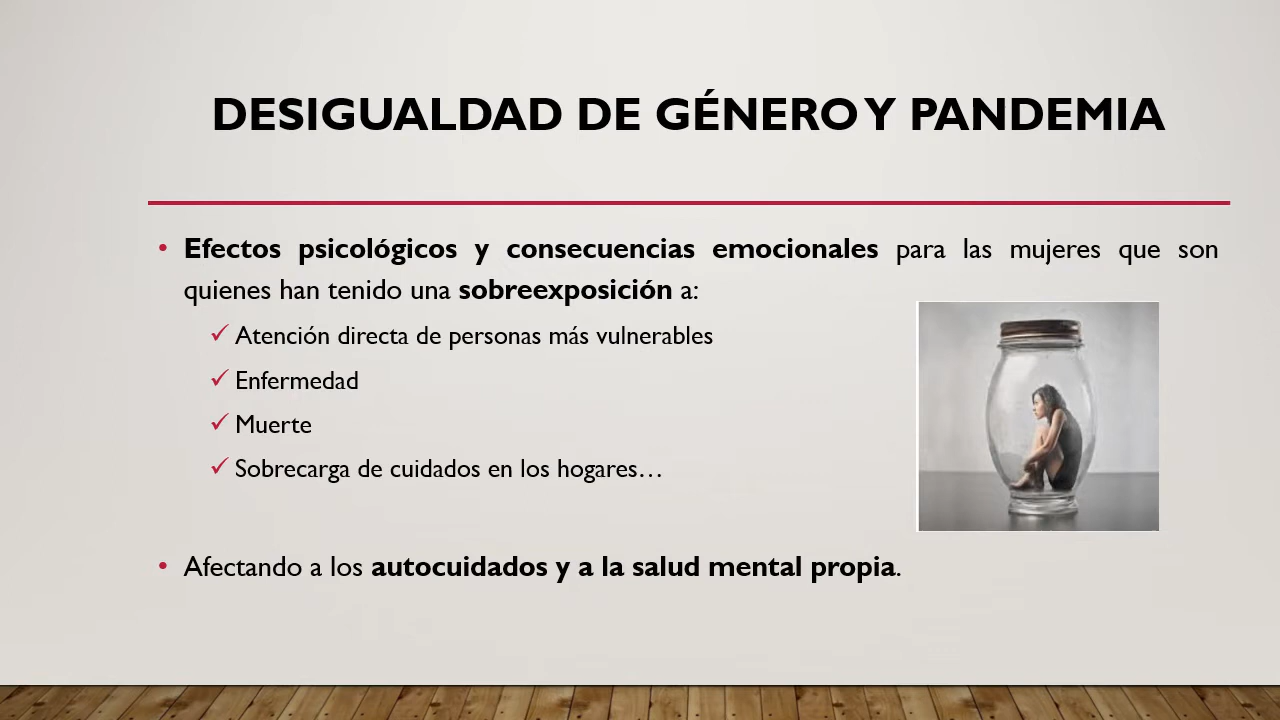 DESIGUALDAD DE GÉNERO Y PANDEMIA
• Efectos psicológicos y consecuencias emocionales para las mujeres que son
quienes han tenido una sobreexposición a:
✓ Atención directa de personas más vulnerables
✓ Enfermedad
✓ Muerte
✓ Sobrecarga de cuidados en los hogares…
• Afectando a los autocuidados y a la salud mental propia.